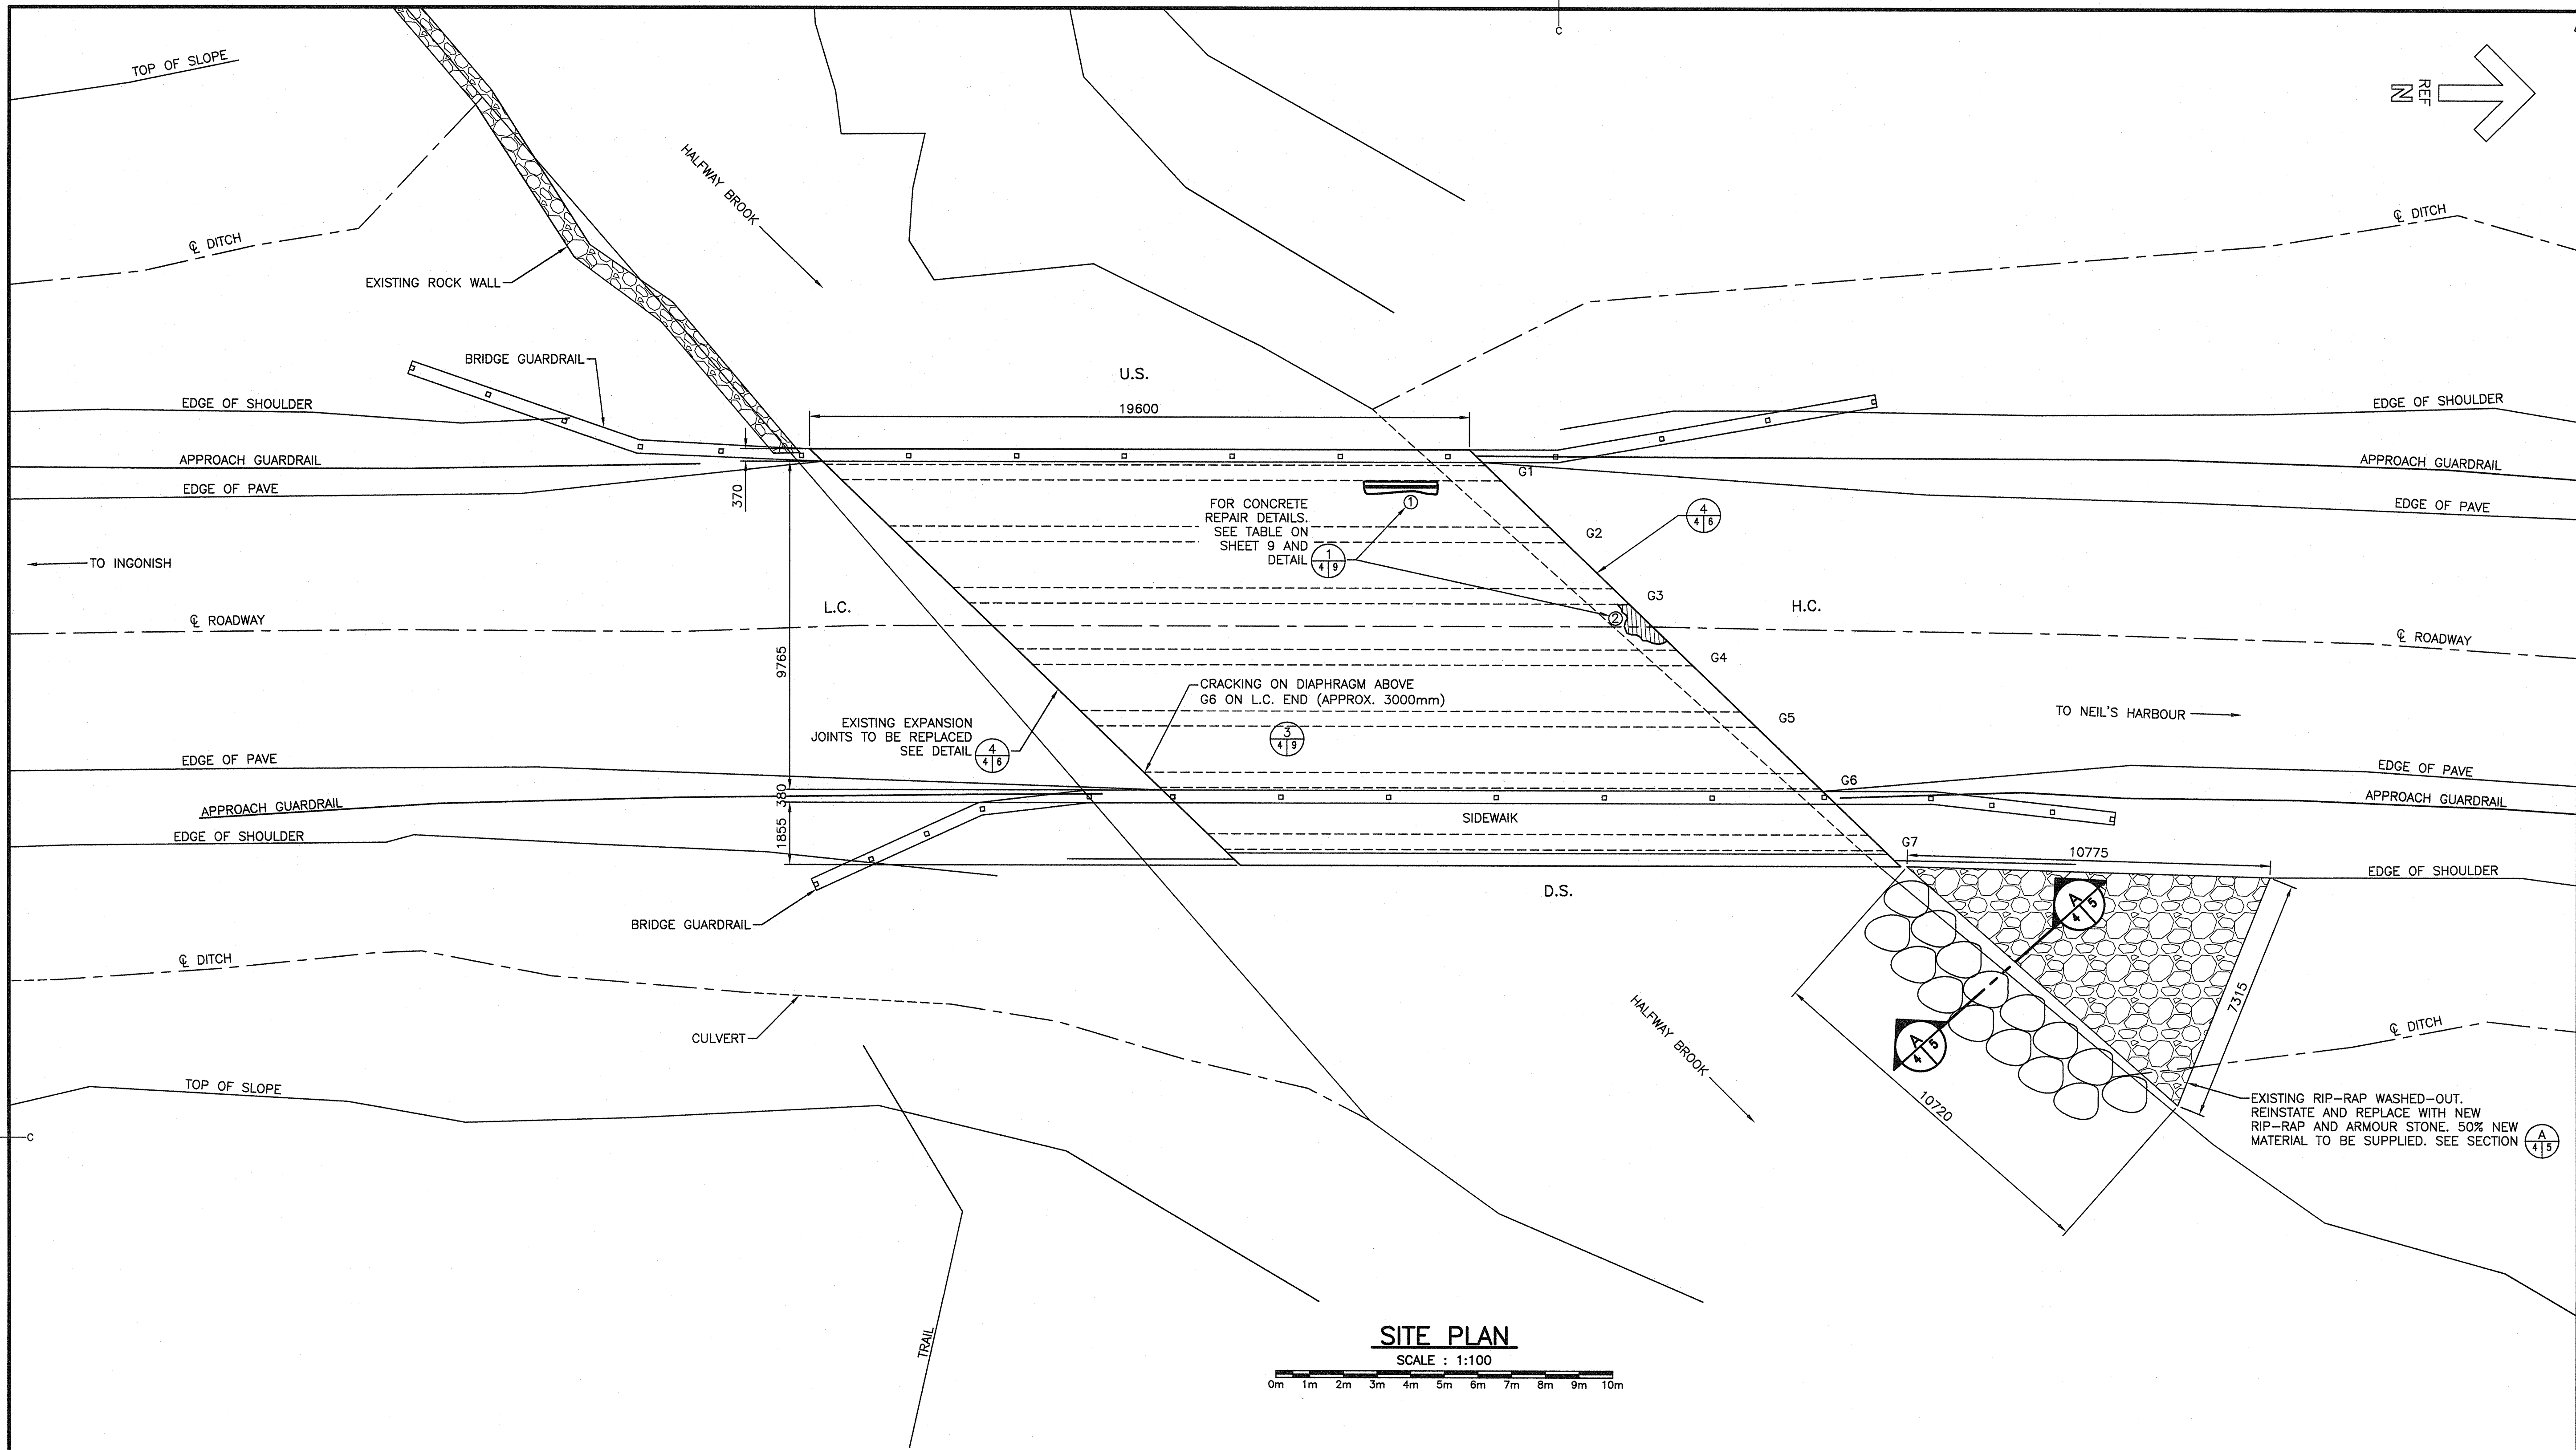 C
TOP OF SLOPE
REF
N
HALFWAY BROOK
℄ DITCH
℄ DITCH
EXISTING ROCK WALL
BRIDGE GUARDRAIL
U.S.
EDGE OF SHOULDER
19600
EDGE OF SHOULDER
APPROACH GUARDRAIL
APPROACH GUARDRAIL
EDGE OF PAVE
370
G1
EDGE OF PAVE
FOR CONCRETE
REPAIR DETAILS.
SEE TABLE ON
SHEET 9 AND
DETAIL
1
4 9
1
4
4 6
G2
TO INGONISH
L.C.
G3
2
H.C.
℄ ROADWAY
℄ ROADWAY
9765
G4
CRACKING ON DIAPHRAGM ABOVE
G6 ON L.C. END (APPROX. 3000mm)
3
4 9
EXISTING EXPANSION
JOINTS TO BE REPLACED
SEE DETAIL
4
4 6
G5
TO NEIL'S HARBOUR
EDGE OF PAVE
G6
EDGE OF PAVE
380
APPROACH GUARDRAIL
APPROACH GUARDRAIL
SIDEWAIK
EDGE OF SHOULDER
1855
G7
10775
EDGE OF SHOULDER
D.S.
A
4 5
BRIDGE GUARDRAIL
℄ DITCH
7315
HALFWAY BROOK
CULVERT
A
4 5
℄ DITCH
TOP OF SLOPE
10720
EXISTING RIP-RAP WASHED-OUT.
REINSTATE AND REPLACE WITH NEW
RIP-RAP AND ARMOUR STONE. 50% NEW
MATERIAL TO BE SUPPLIED. SEE SECTION
A
4 5
C
TRAIL
SITE PLAN
SCALE : 1:100
0m 1m 2m 3m 4m 5m 6m 7m 8m 9m 10m